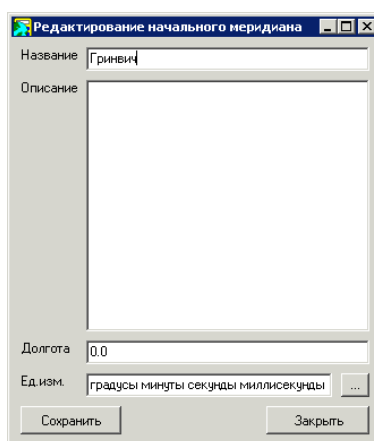 Редактирование начального меридиана
Название Гринвич
Описание
Долгота 0.0
Ед.изм. градусы минуты секунды миллисекунды ...
Сохранить Закрыть